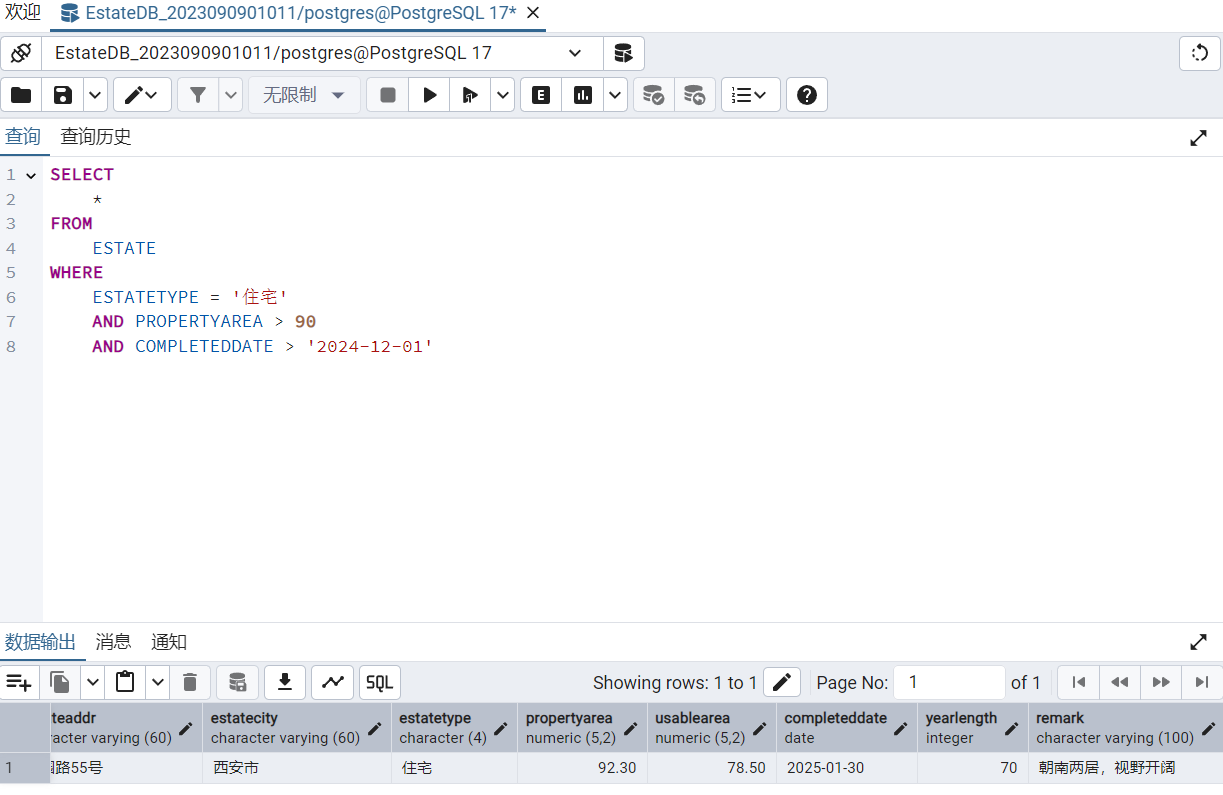 欢迎 EstateDB_2023090901011/postgres@PostgreSQL 17*
EstateDB_2023090901011/postgres@PostgreSQL 17
无限制 E
查询 查询历史
1 SELECT
2 *
3 FROM
4 ESTATE
5 WHERE
6 ESTATETYPE = '住宅'
7 AND PROPERTYAREA > 90
8 AND COMPLETEDDATE > '2024-12-01'
数据输出 消息 通知
SQL Showing rows: 1 to 1 Page No: 1 of 1
teaddr estatecity estatetype propertyarea usablearea completeddate yearlength remark
acter varying (60) character varying (60) character (4) numeric (5,2) numeric (5,2) date integer character varying (100)
1 路55号 西安市 住宅 92.30 78.50 2025-01-30 70 朝南两居，视野开阔